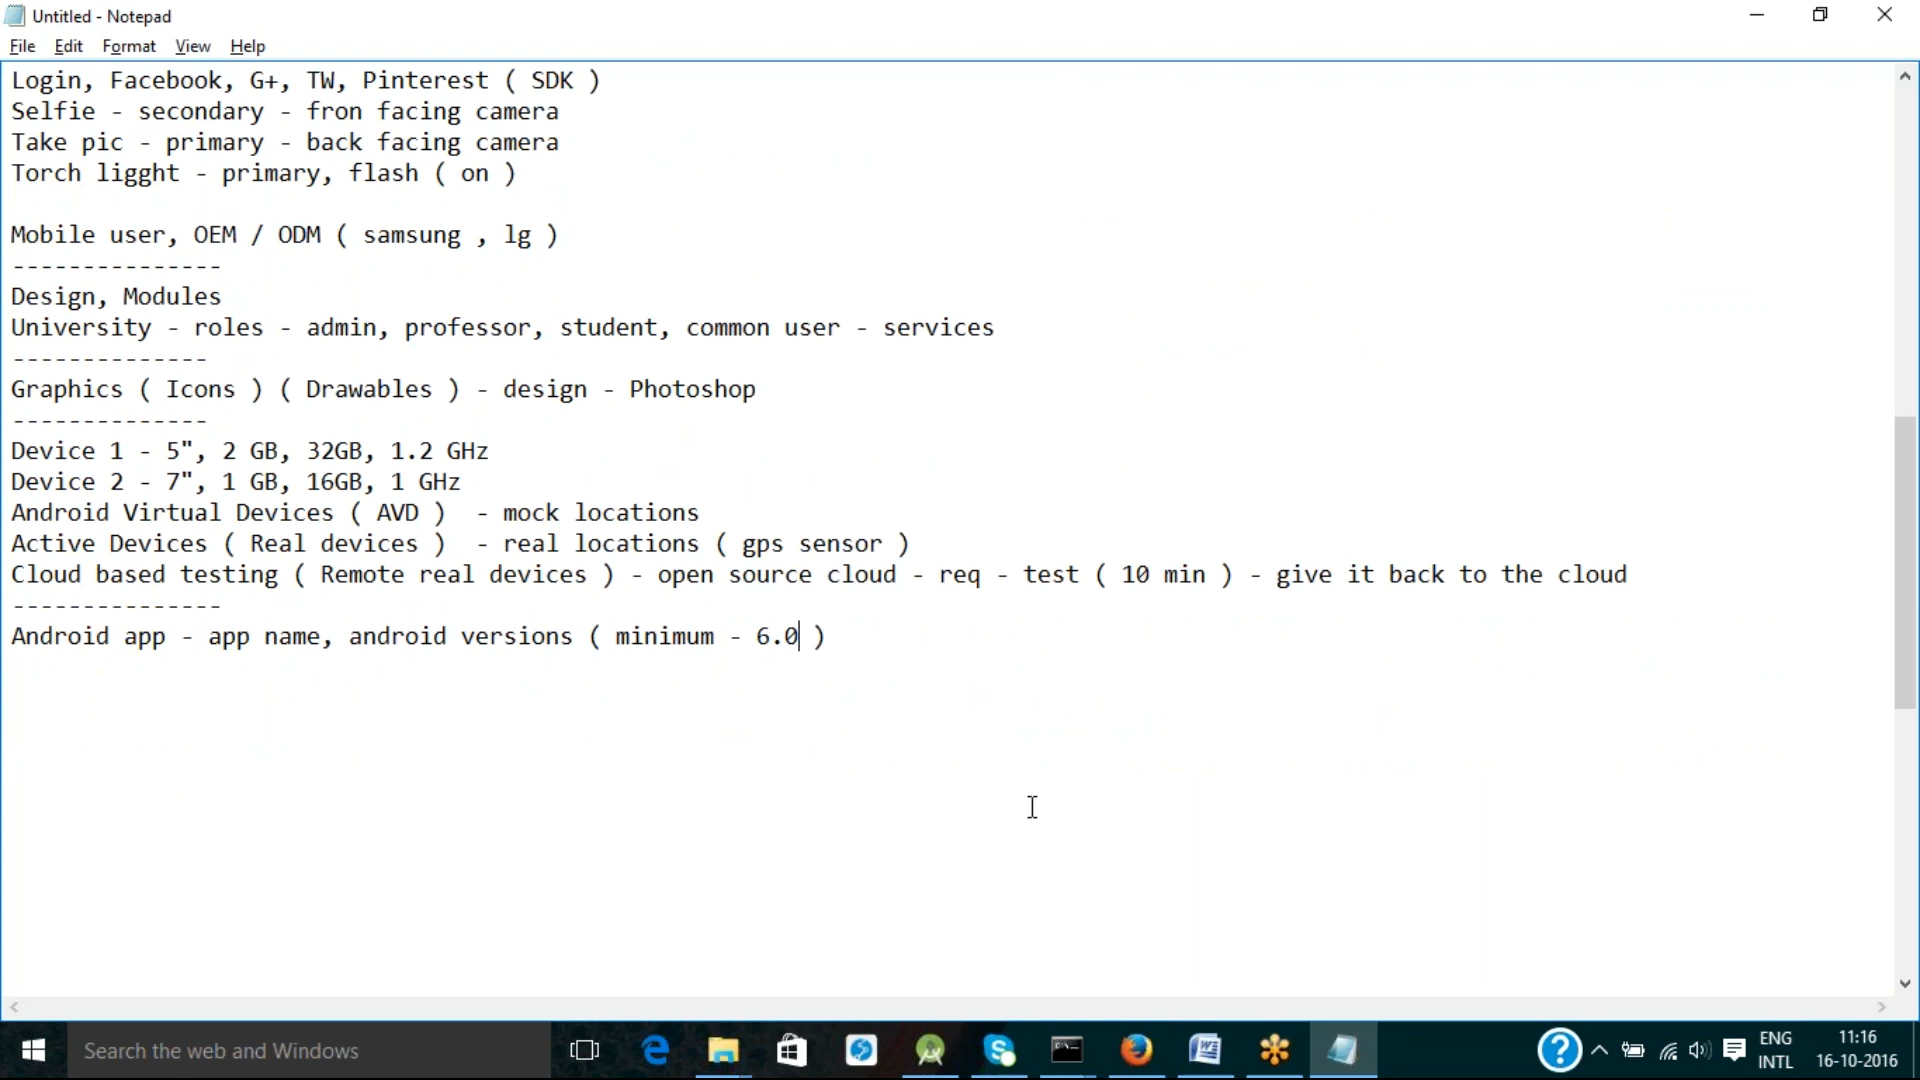 Untitled - Notepad
File Edit Format View Help
Login, Facebook, G+, TW, Pinterest ( SDK )
Selfie - secondary - fron facing camera
Take pic - primary - back facing camera
Torch ligght - primary, flash ( on )
Mobile user, OEM / ODM ( samsung , lg )
---------------
Design, Modules
University - roles - admin, professor, student, common user - services
--------------
Graphics ( Icons ) ( Drawables ) - design - Photoshop
--------------
Device 1 - 5", 2 GB, 32GB, 1.2 GHz
Device 2 - 7", 1 GB, 16GB, 1 GHz
Android Virtual Devices ( AVD )  - mock locations
Active Devices ( Real devices )  - real locations ( gps sensor )
Cloud based testing ( Remote real devices ) - open source cloud - req - test ( 10 min ) - give it back to the cloud
---------------
Android app - app name, android versions ( minimum - 6.0 )
Search the web and Windows
ENG
INTL
11:16
16-10-2016